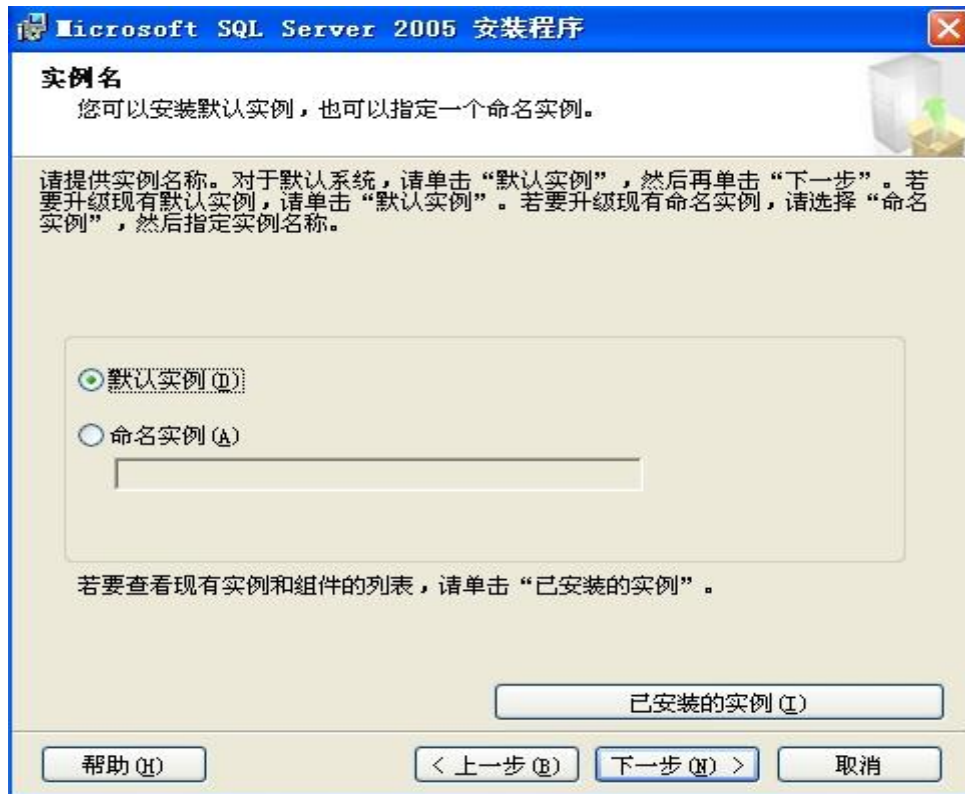 Microsoft SQL Server 2005 安装程序
实例名
您可以安装默认实例，也可以指定一个命名实例。
请提供实例名称。对于默认系统，请单击“默认实例”，然后再单击“下一步”。若
要升级现有默认实例，请单击“默认实例”。若要升级现有命名实例，请选择“命名
实例”，然后指定实例名称。
默认实例(D)
命名实例(A)
若要查看现有实例和组件的列表，请单击“已安装的实例”。
已安装的实例(I)
帮助(H) < 上一步(B) 下一步(N) > 取消